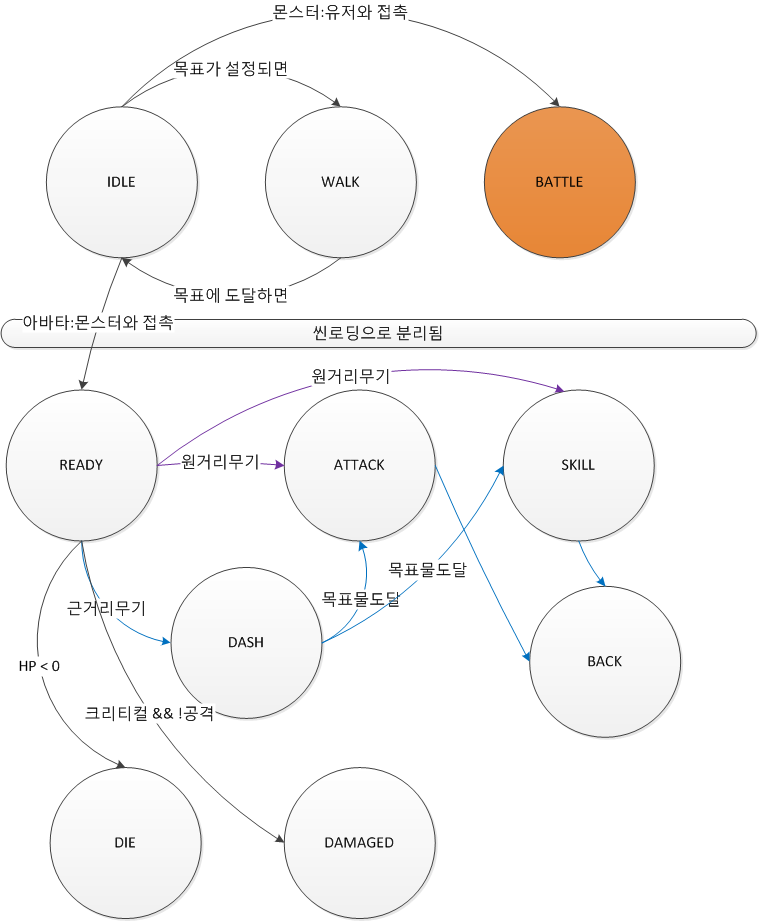 몬스터:유저와 접촉
목표가 설정되면
IDLE
WALK
BATTLE
목표에 도달하면
아바타:몬스터와 접촉
씬로딩으로 분리됨
원거리무기
원거리무기
READY
ATTACK
SKILL
목표물도달
목표물도달
근거리무기
DASH
BACK
HP < 0
크리티컬 && !공격
DIE
DAMAGED